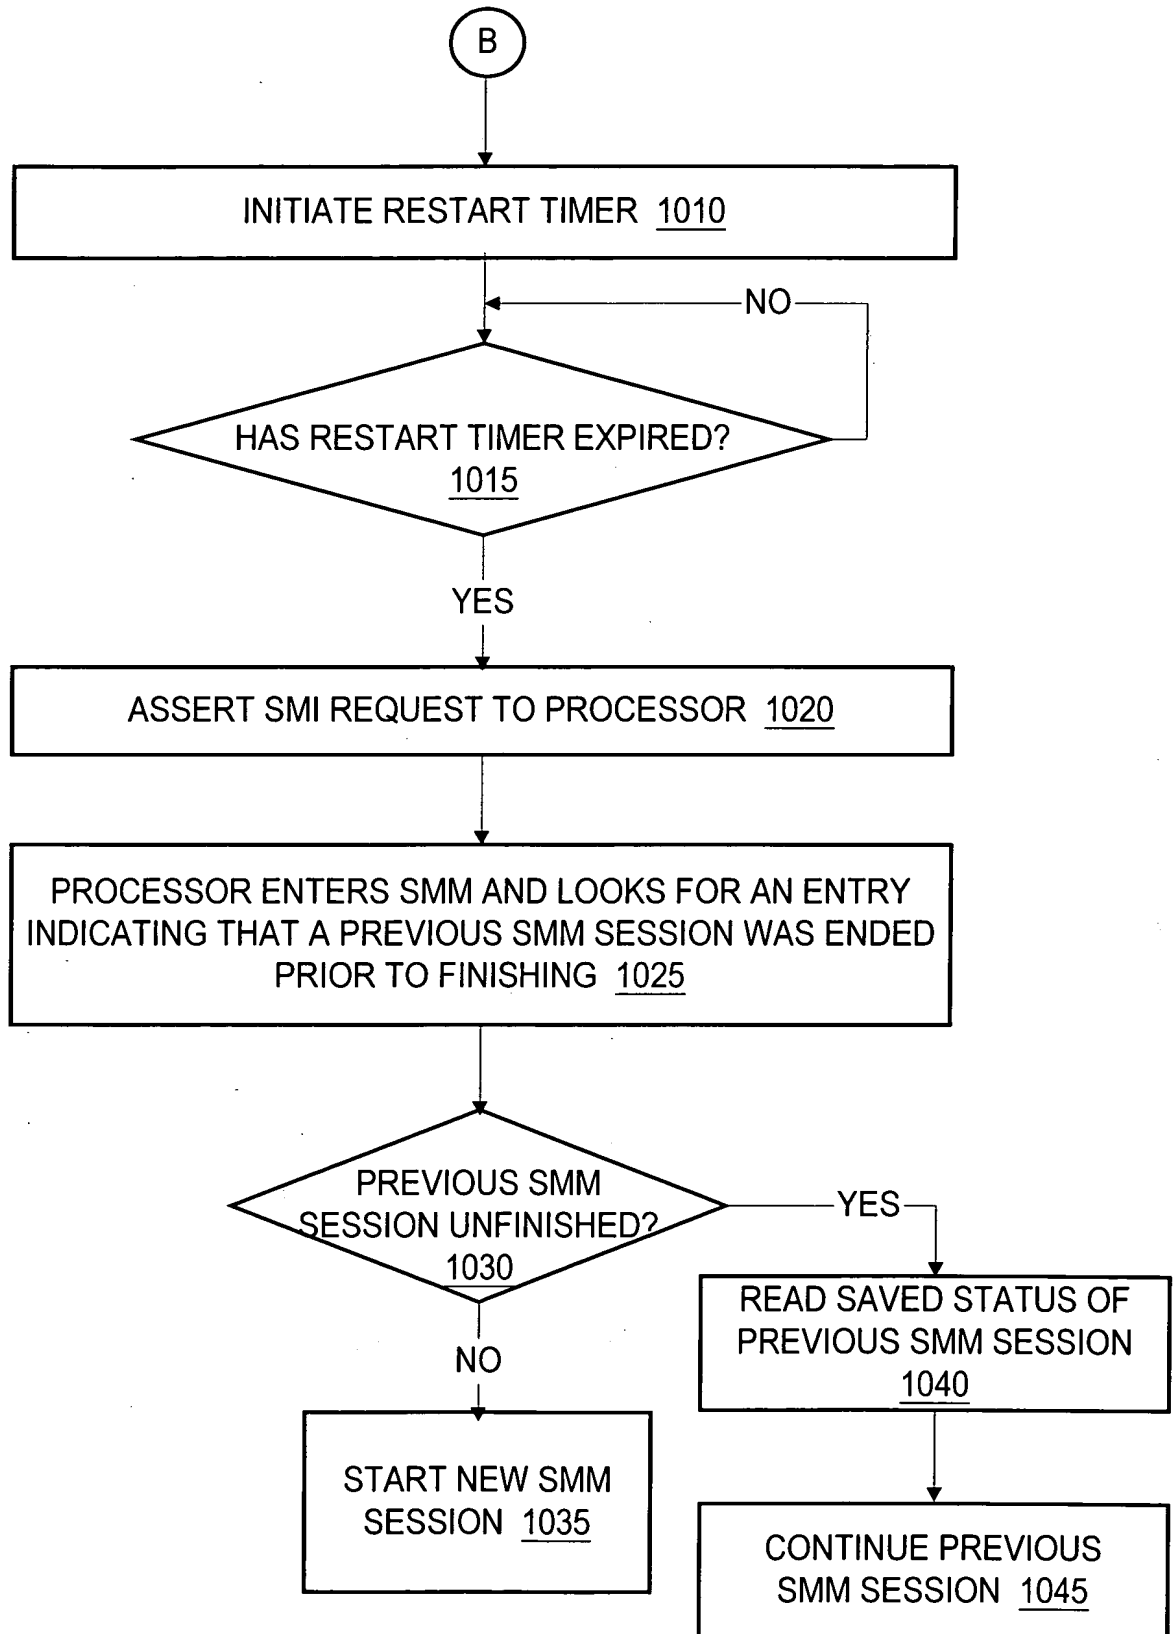 B
INITIATE RESTART TIMER 1010
NO
HAS RESTART TIMER EXPIRED?
1015
YES
ASSERT SMI REQUEST TO PROCESSOR 1020
PROCESSOR ENTERS SMM AND LOOKS FOR AN ENTRY
INDICATING THAT A PREVIOUS SMM SESSION WAS ENDED
PRIOR TO FINISHING 1025
PREVIOUS SMM
SESSION UNFINISHED?
1030
YES
READ SAVED STATUS OF
PREVIOUS SMM SESSION
1040
NO
START NEW SMM
SESSION 1035
CONTINUE PREVIOUS
SMM SESSION 1045